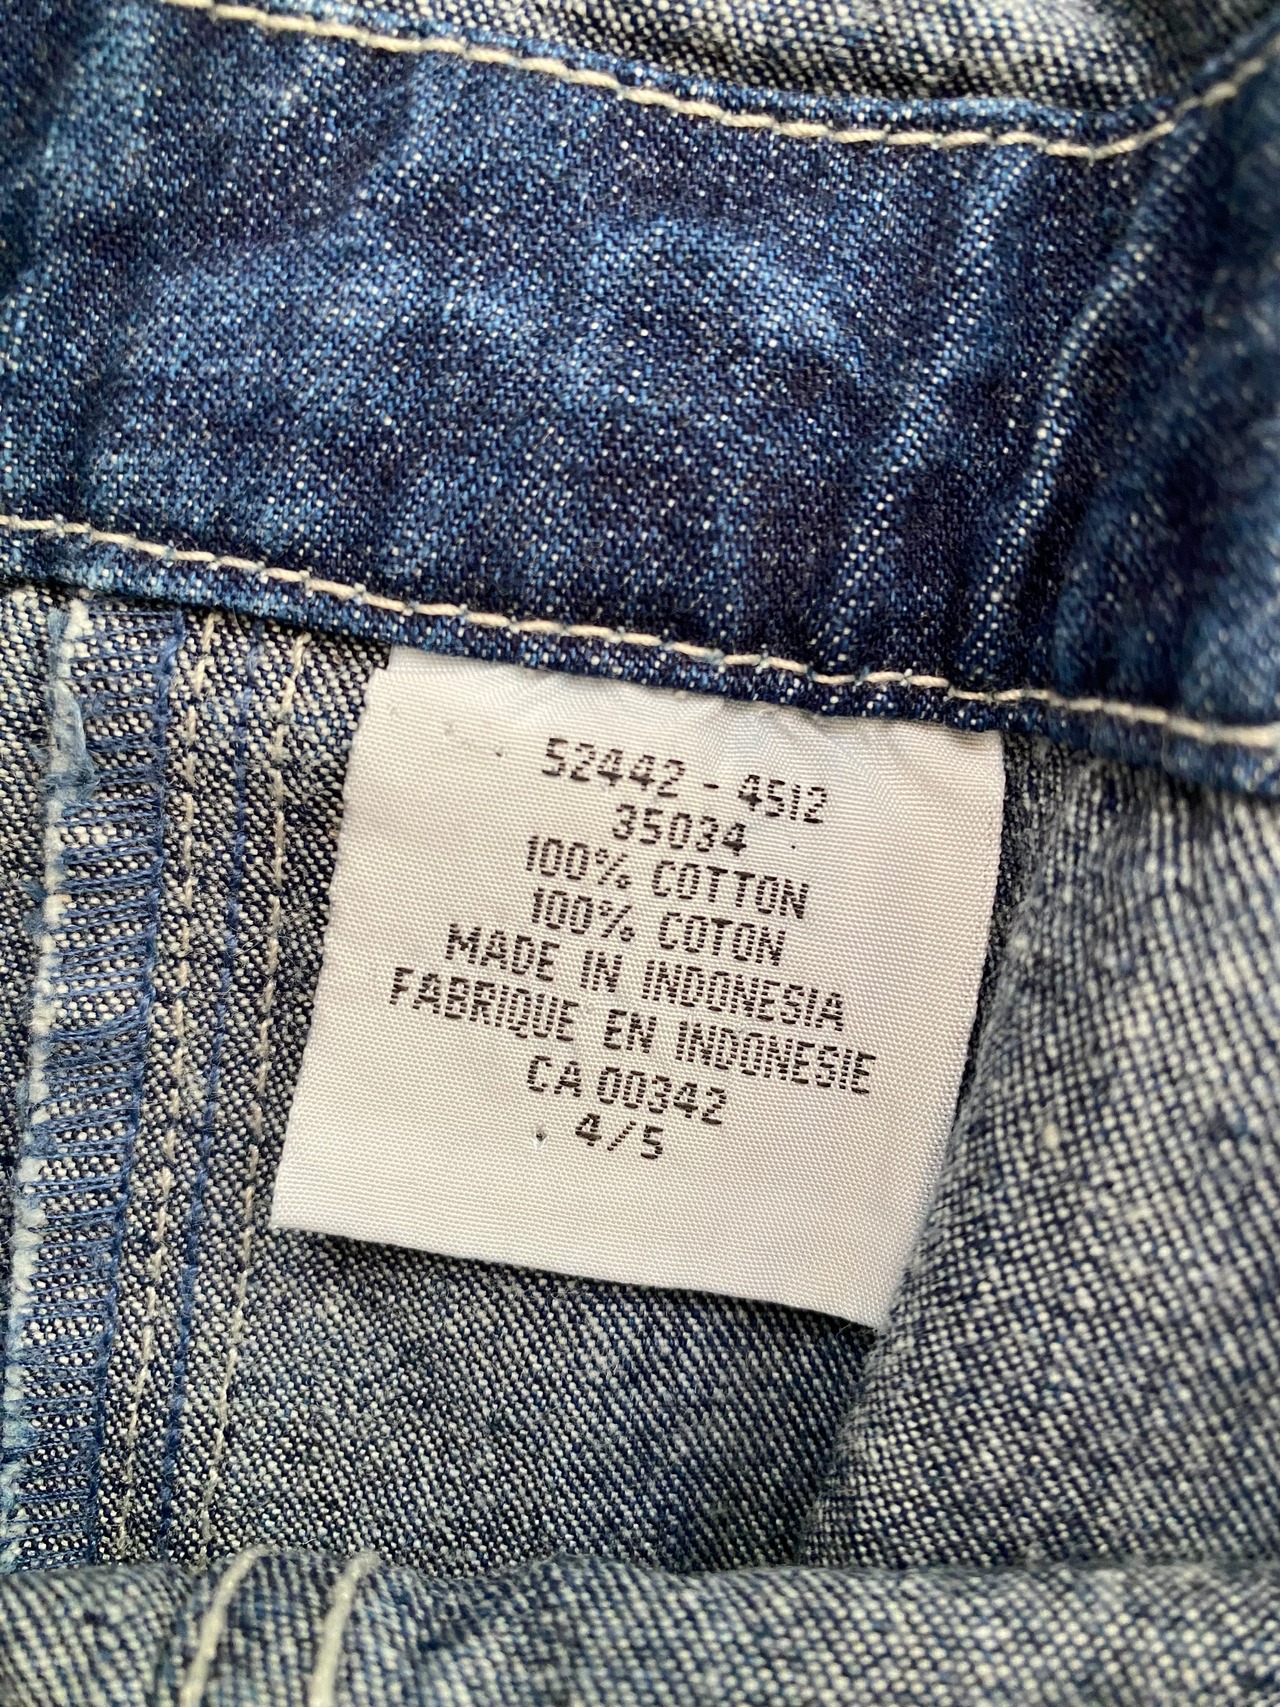 52442 - 4512
35034
100% COTTON
100% COTON
MADE IN INDONESIA
FABRIQUE EN INDONESIE
CA 00342
4/5